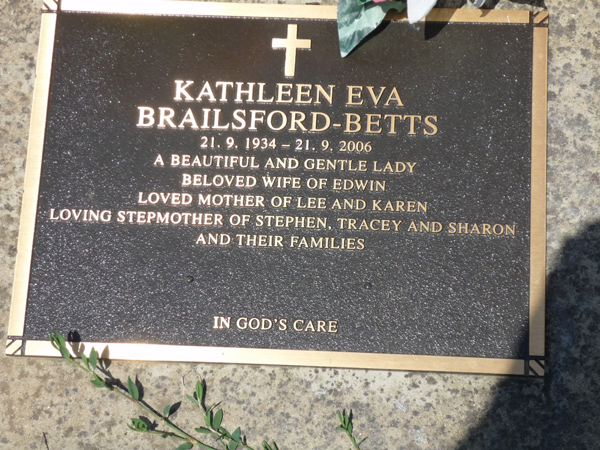 KATHLEEN EVA
BRAILSFORD-BETTS
21. 9. 1934 – 21. 9. 2006
A BEAUTIFUL AND GENTLE LADY
BELOVED WIFE OF EDWIN
LOVED MOTHER OF LEE AND KAREN
LOVING STEPMOTHER OF STEPHEN, TRACEY AND SHARON
AND THEIR FAMILIES
IN GOD'S CARE